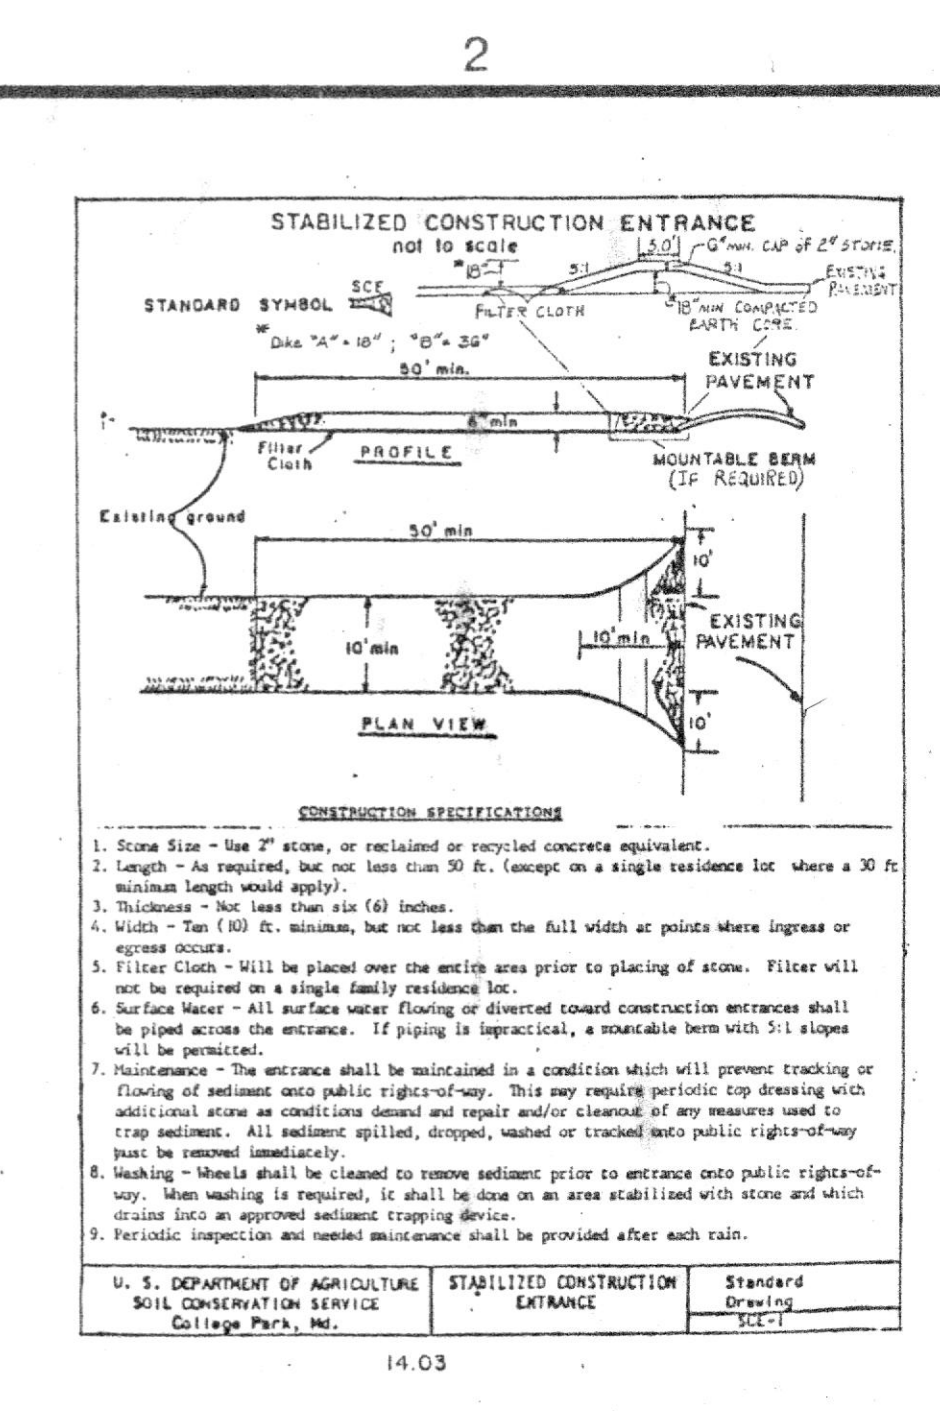 2
STABILIZED CONSTRUCTION ENTRANCE
not to scale
5.0'
6" MIN. CAP OF 2" STONE.
*18"
5:1
5:1
EXISTING
PAVEMENT
SCE
STANDARD SYMBOL
FILTER CLOTH
*18" MIN COMPACTED
EARTH CORE.
* Dike "A" = 18" ; "B" = 36"
50' min.
EXISTING
PAVEMENT
6" min
Filter
Cloth
PROFILE
MOUNTABLE BERM
(IF REQUIRED)
Existing ground
50' min
10'
10' min
10' min
EXISTING
PAVEMENT
10'
PLAN VIEW
CONSTRUCTION SPECIFICATIONS
1. Stone Size - Use 2" stone, or reclaimed or recycled concrete equivalent.
2. Length - As required, but not less than 50 ft. (except on a single residence lot where a 30 ft
minimum length would apply).
3. Thickness - Not less than six (6) inches.
4. Width - Ten (10) ft. minimum, but not less than the full width at points where ingress or
egress occurs.
5. Filter Cloth - Will be placed over the entire area prior to placing of stone. Filter will
not be required on a single family residence lot.
6. Surface Water - All surface water flowing or diverted toward construction entrances shall
be piped across the entrance. If piping is impractical, a mountable berm with 5:1 slopes
will be permitted.
7. Maintenance - The entrance shall be maintained in a condition which will prevent tracking or
flowing of sediment onto public rights-of-way. This may require periodic top dressing with
additional stone as conditions demand and repair and/or cleanout of any measures used to
trap sediment. All sediment spilled, dropped, washed or tracked onto public rights-of-way
must be removed immediately.
8. Washing - Wheels shall be cleaned to remove sediment prior to entrance onto public rights-of-
way. When washing is required, it shall be done on an area stabilized with stone and which
drains into an approved sediment trapping device.
9. Periodic inspection and needed maintenance shall be provided after each rain.
U. S. DEPARTMENT OF AGRICULTURE
SOIL CONSERVATION SERVICE
College Park, Md.
STABILIZED CONSTRUCTION
ENTRANCE
Standard
Drawing
SCE-1
14.03